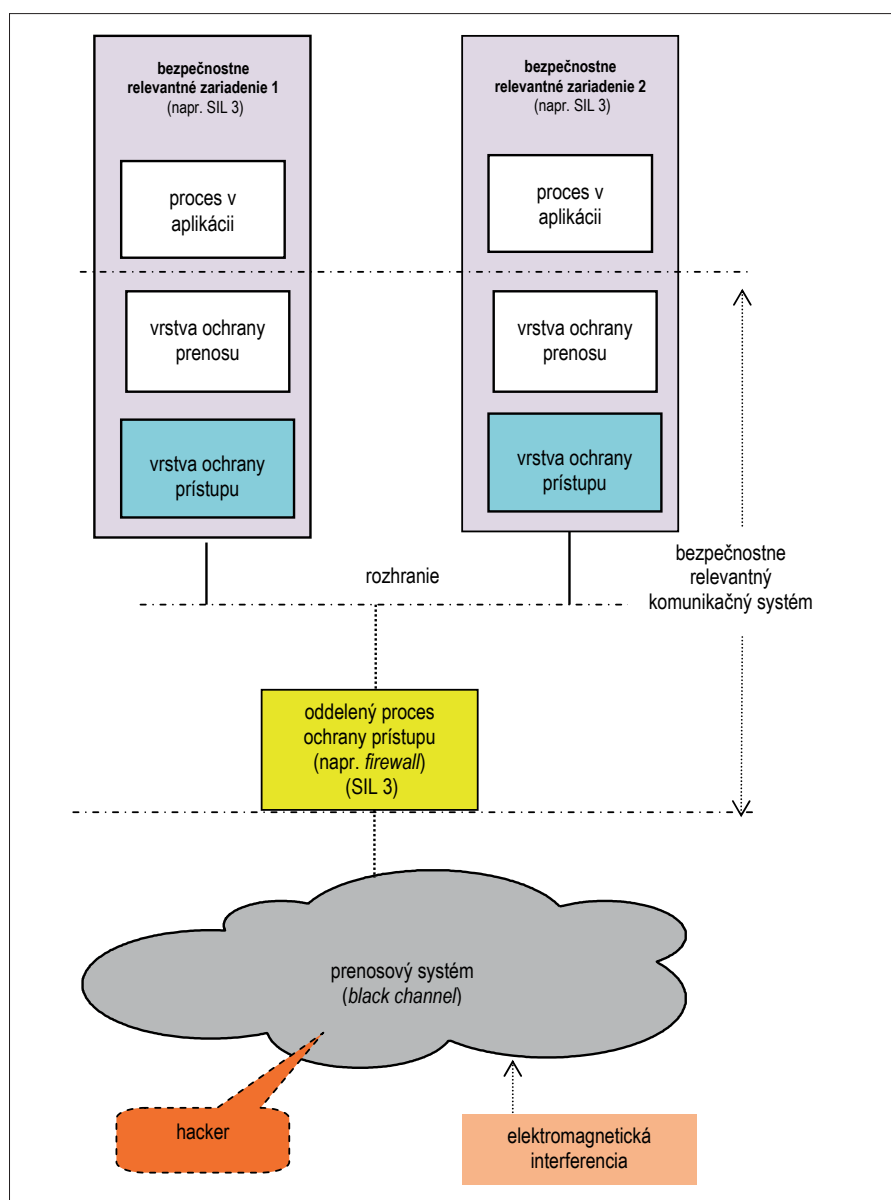 bezpečnostne
relevantné zariadenie 1
(napr. SIL 3)
proces v
aplikácii
vrstva ochrany
prenosu
vrstva ochrany
prístupu
bezpečnostne
relevantné zariadenie 2
(napr. SIL 3)
proces v
aplikácii
vrstva ochrany
prenosu
vrstva ochrany
prístupu
rozhranie
bezpečnostne
relevantný
komunikačný systém
oddelený proces
ochrany prístupu
(napr. firewall)
(SIL 3)
prenosový systém
(black channel)
hacker
elektromagnetická
interferencia